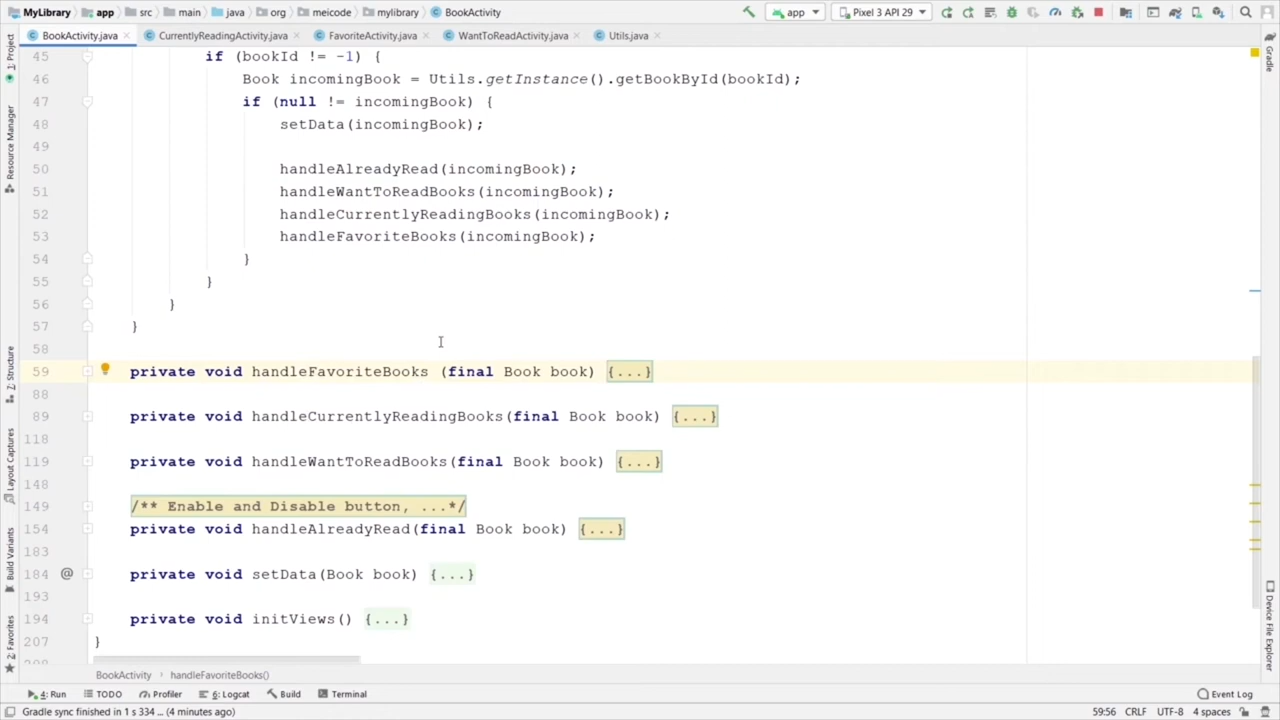 MyLibrary app src main java org meicode mylibrary BookActivity app Pixel 3 API 29
BookActivity.java CurrentlyReadingActivity.java FavoriteActivity.java WantToReadActivity.java Utils.java
1: Project
Resource Manager
Z: Structure
Layout Captures
Build Variants
2: Favorites
45 if (bookId != -1) {
46 Book incomingBook = Utils.getInstance().getBookById(bookId);
47 if (null != incomingBook) {
48 setData(incomingBook);
49
50 handleAlreadyRead(incomingBook);
51 handleWantToReadBooks(incomingBook);
52 handleCurrentlyReadingBooks(incomingBook);
53 handleFavoriteBooks(incomingBook);
54 }
55 }
56 }
57 }
58
59 private void handleFavoriteBooks (final Book book) {...}
88
89 private void handleCurrentlyReadingBooks(final Book book) {...}
118
119 private void handleWantToReadBooks(final Book book) {...}
148
149 /** Enable and Disable button, ...*/
154 private void handleAlreadyRead(final Book book) {...}
183
184 @ private void setData(Book book) {...}
193
194 private void initViews() {...}
207 }
Gradle
Device File Explorer
BookActivity › handleFavoriteBooks()
4: Run TODO Profiler 6: Logcat Build Terminal Event Log
Gradle sync finished in 1 s 334 ... (4 minutes ago) 59:56 CRLF UTF-8 4 spaces